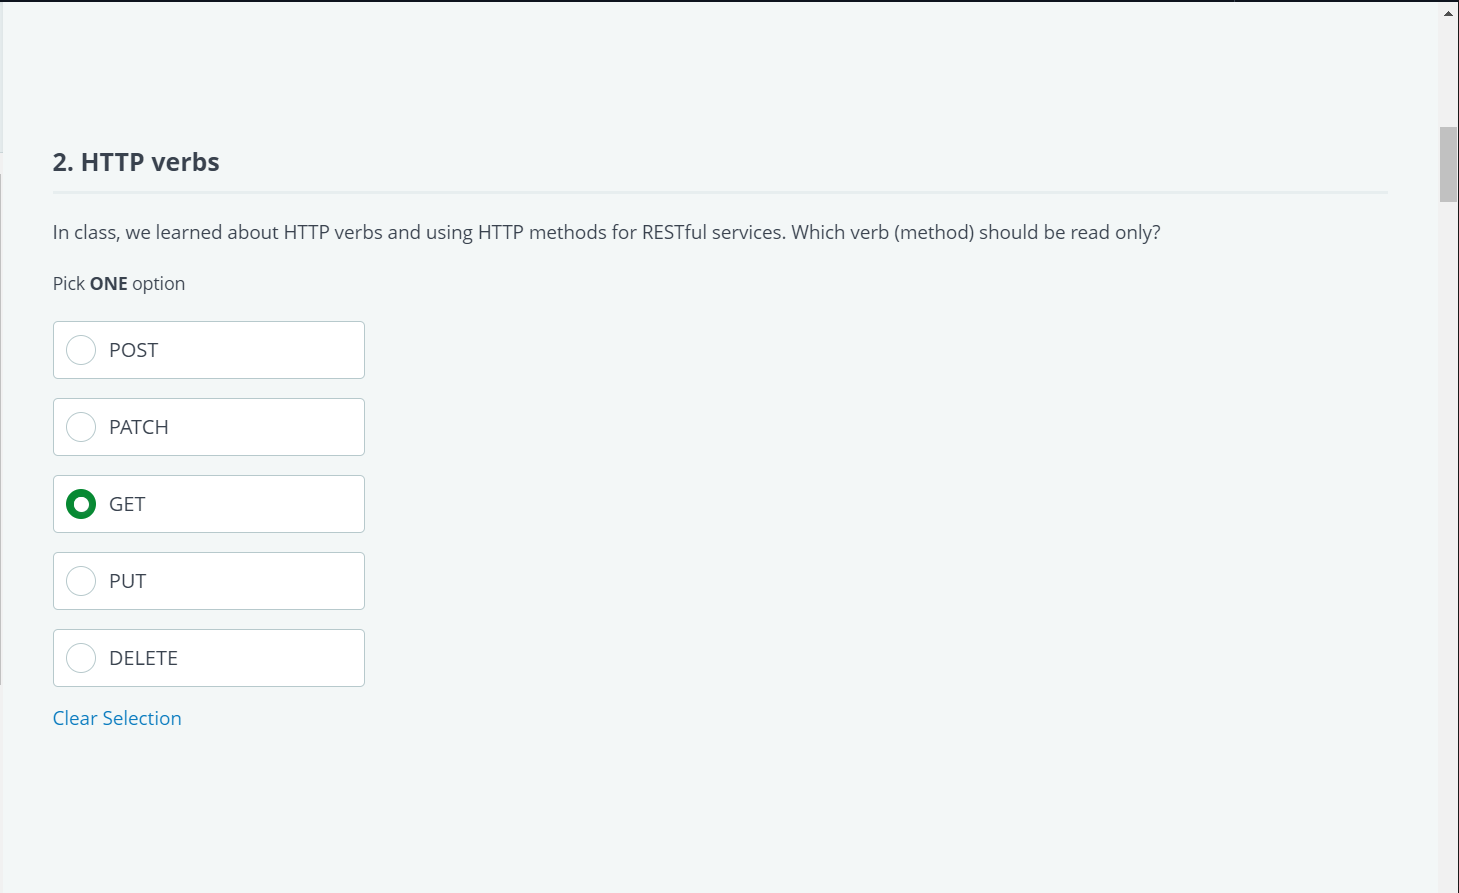 2. HTTP verbs
In class, we learned about HTTP verbs and using HTTP methods for RESTful services. Which verb (method) should be read only?
Pick ONE option
POST
PATCH
GET
PUT
DELETE
Clear Selection